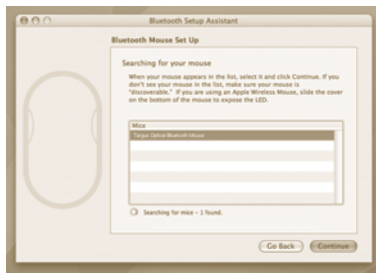 Bluetooth Setup Assistant
Bluetooth Mouse Set Up
Searching for your mouse
When your mouse appears in the list, select it and click Continue. If you
don't see your mouse in the list, make sure your mouse is
"discoverable." If you are using an Apple Wireless Mouse, slide the cover
on the bottom of the mouse to expose the LED.
Mice
Targus Optical Bluetooth Mouse
Searching for mice - 1 found.
Go Back
Continue